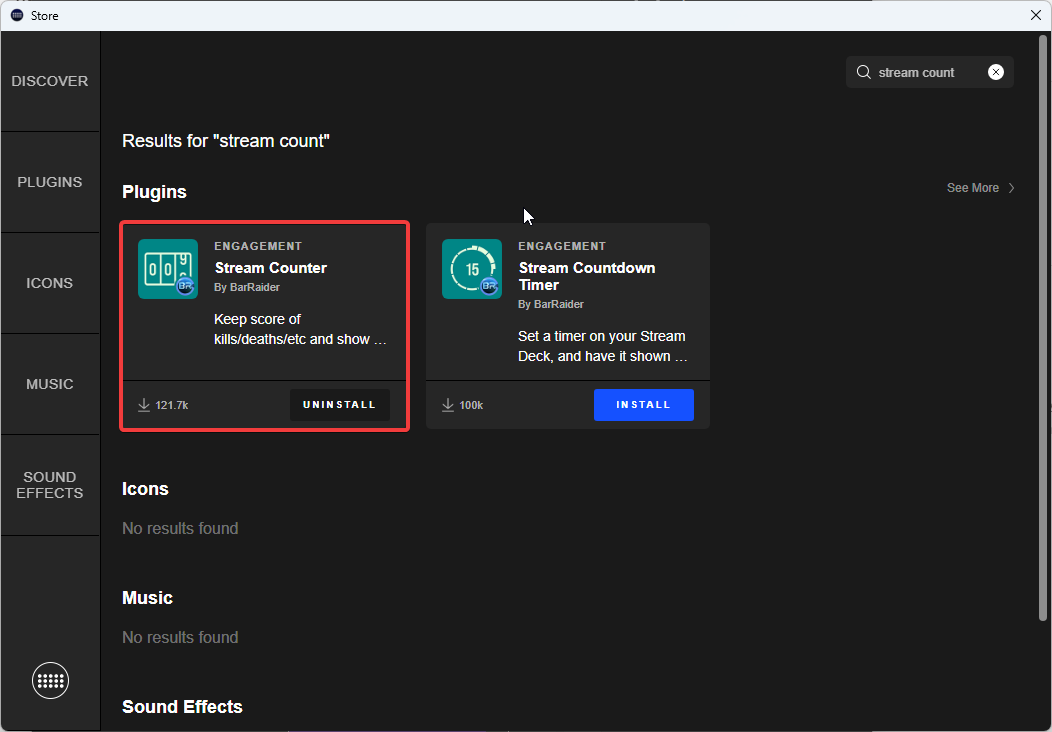 Store
DISCOVER
PLUGINS
ICONS
MUSIC
SOUND
EFFECTS
stream count
Results for "stream count"
Plugins
See More
ENGAGEMENT
Stream Counter
By BarRaider
Keep score of
kills/deaths/etc and show ...
121.7k
UNINSTALL
ENGAGEMENT
Stream Countdown
Timer
By BarRaider
Set a timer on your Stream
Deck, and have it shown ...
100k
INSTALL
00
BR
15
BR
Icons
No results found
Music
No results found
Sound Effects